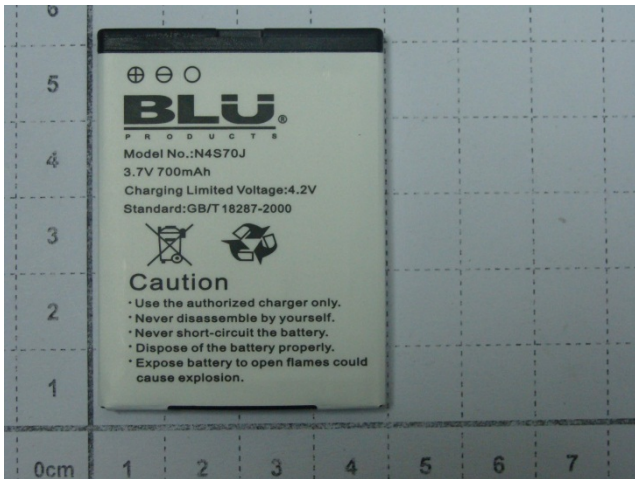 6
5
BLU®
PRODUCTS
Model No.:N4S70J
3.7V 700mAh
4
Charging Limited Voltage:4.2V
Standard:GB/T 18287-2000
3
Caution
·Use the authorized charger only.
·Never disassemble by yourself.
2
·Never short-circuit the battery.
·Dispose of the battery properly.
·Expose battery to open flames could
cause explosion.
1
0cm 1 2 3 4 5 6 7